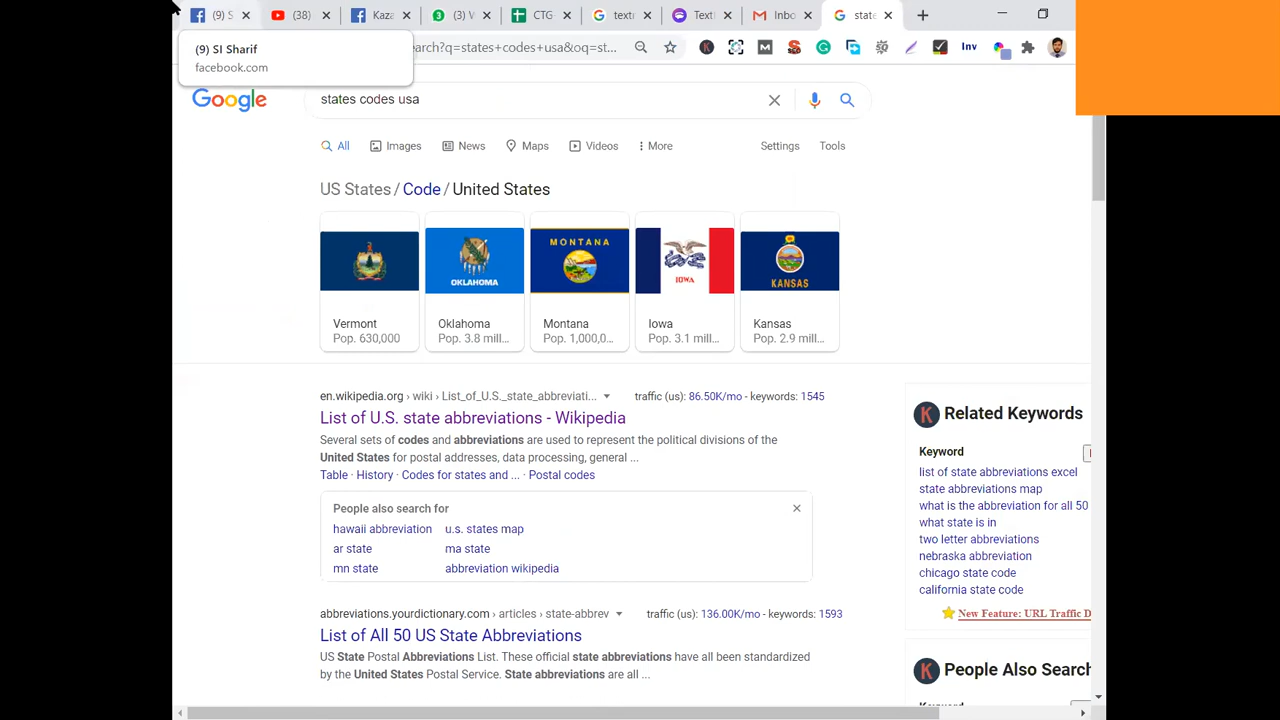 (9) S
(38)
Kaza
(3) W
CTG-
textn
Text
Inbo
state
(9) SI Sharif
facebook.com
earch?q=states+codes+usa&oq=st...
Inv
Google
states codes usa
All
Images
News
Maps
Videos
More
Settings
Tools
US States / Code / United States
MONTANA
OKLAHOMA
IOWA
KANSAS
Vermont
Pop. 630,000
Oklahoma
Pop. 3.8 mill...
Montana
Pop. 1,000,0...
Iowa
Pop. 3.1 mill...
Kansas
Pop. 2.9 mill...
en.wikipedia.org › wiki › List_of_U.S._state_abbreviati...
traffic (us): 86.50K/mo - keywords: 1545
List of U.S. state abbreviations - Wikipedia
Several sets of codes and abbreviations are used to represent the political divisions of the
United States for postal addresses, data processing, general ...
Table · History · Codes for states and ... · Postal codes
People also search for
hawaii abbreviation
u.s. states map
ar state
ma state
mn state
abbreviation wikipedia
abbreviations.yourdictionary.com › articles › state-abbrev
traffic (us): 136.00K/mo - keywords: 1593
List of All 50 US State Abbreviations
US State Postal Abbreviations List. These official state abbreviations have all been standardized
by the United States Postal Service. State abbreviations are all ...
K Related Keywords
Keyword
list of state abbreviations excel
state abbreviations map
what is the abbreviation for all 50
what state is in
two letter abbreviations
nebraska abbreviation
chicago state code
california state code
New Feature: URL Traffic D
K People Also Search
Keyword